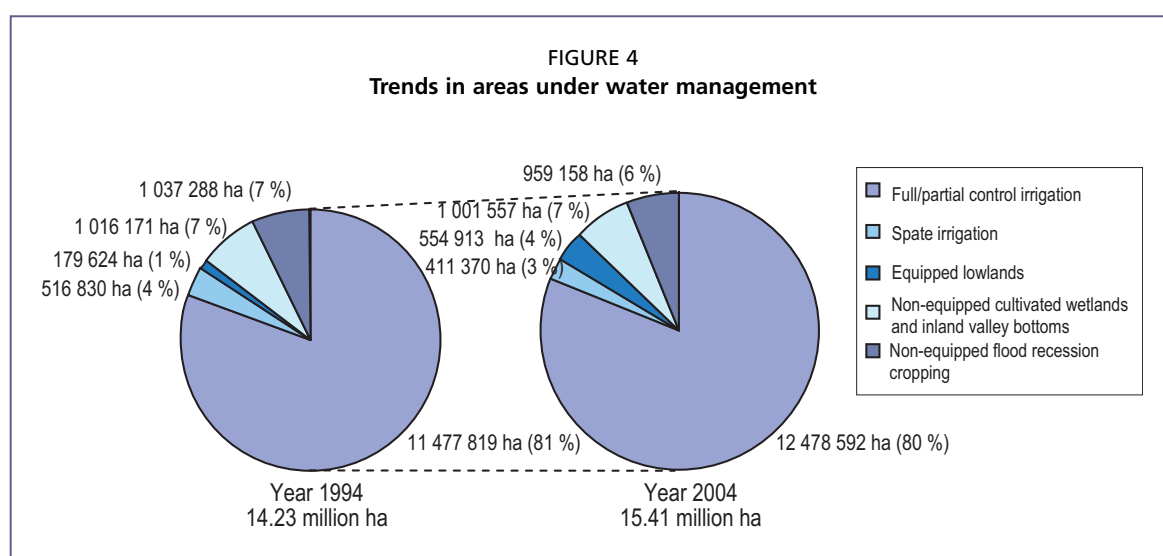 FIGURE 4
Trends in areas under water management
1 037 288 ha (7 %)
1 016 171 ha (7 %)
179 624 ha (1 %)
516 830 ha (4 %)
11 477 819 ha (81 %)
Year 1994
14.23 million ha
959 158 ha (6 %)
1 001 557 ha (7 %)
554 913 ha (4 %)
411 370 ha (3 %)
12 478 592 ha (80 %)
Year 2004
15.41 million ha
Full/partial control irrigation
Spate irrigation
Equipped lowlands
Non-equipped cultivated wetlands
and inland valley bottoms
Non-equipped flood recession
cropping